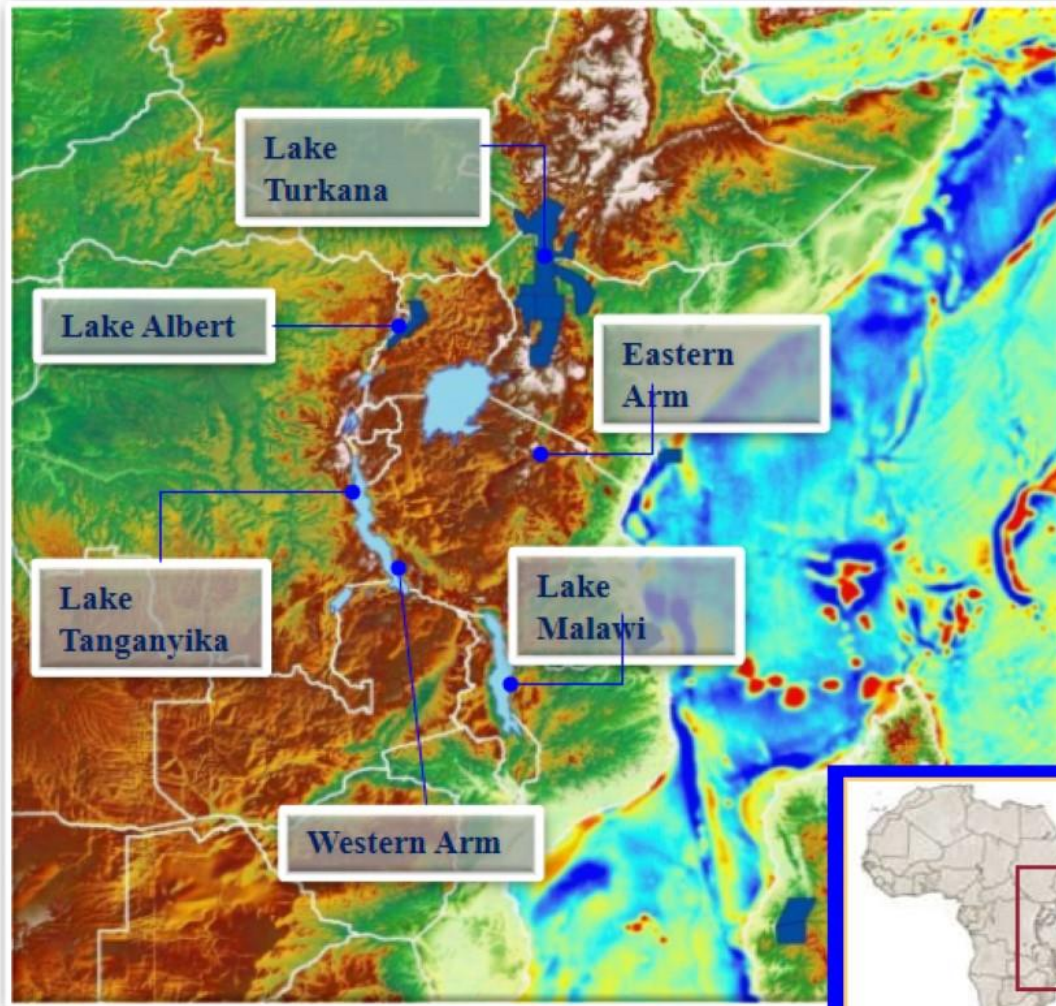 Lake
Turkana
Lake Albert
Eastern
Arm
Lake
Tanganyika
Lake
Malawi
Western Arm